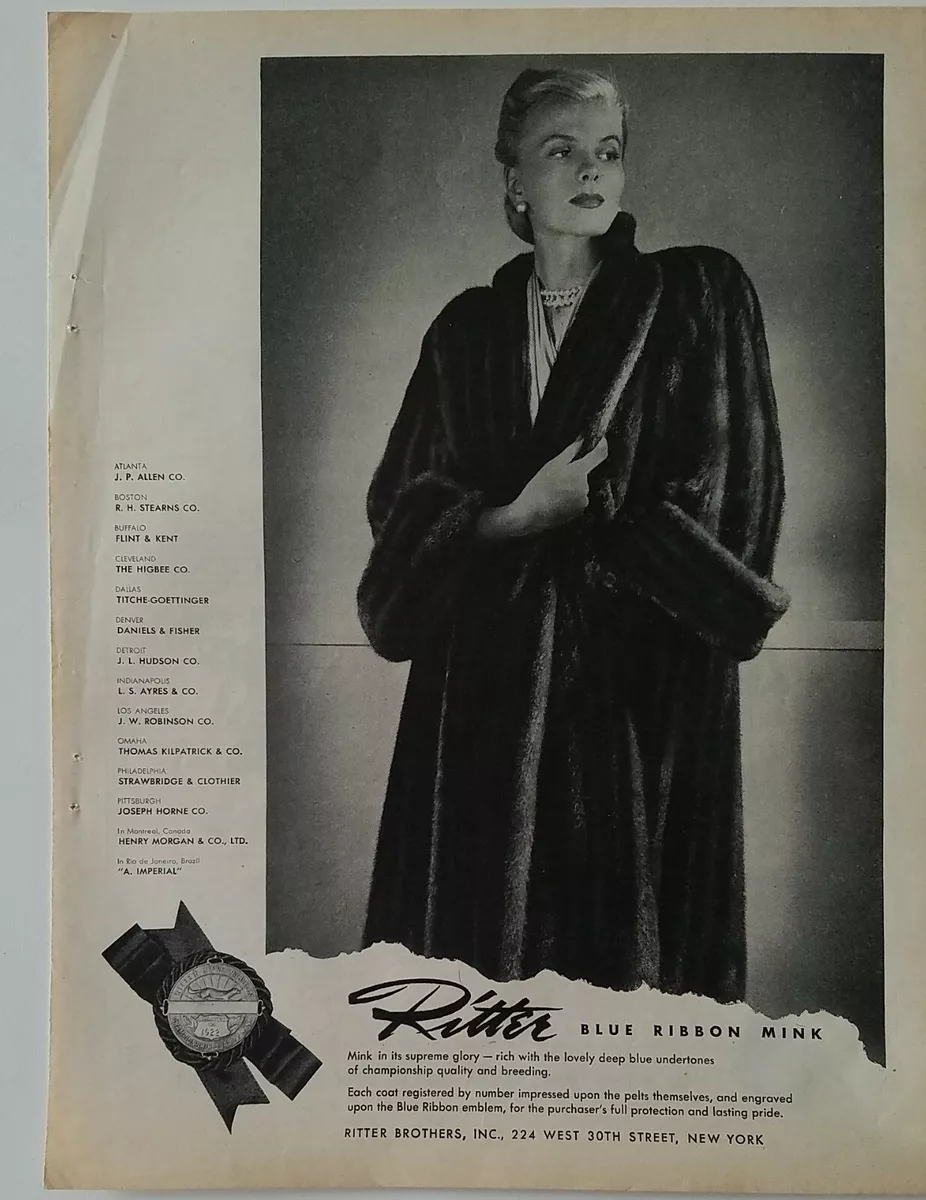 ATLANTA
J. P. ALLEN CO.
BOSTON
R. H. STEARNS CO.
BUFFALO
FLINT & KENT
CLEVELAND
THE HIGBEE CO.
DALLAS
TITCHE-GOETTINGER
DENVER
DANIELS & FISHER
DETROIT
J. L. HUDSON CO.
INDIANAPOLIS
L. S. AYRES & CO.
LOS ANGELES
J. W. ROBINSON CO.
OMAHA
THOMAS KILPATRICK & CO.
PHILADELPHIA
STRAWBRIDGE & CLOTHIER
PITTSBURGH
JOSEPH HORNE CO.
In Montreal, Canada
HENRY MORGAN & CO., LTD.
In Rio de Janeiro, Brazil
"A. IMPERIAL"
1622
Ritter BLUE RIBBON MINK
Mink in its supreme glory — rich with the lovely deep blue undertones
of championship quality and breeding.
Each coat registered by number impressed upon the pelts themselves, and engraved
upon the Blue Ribbon emblem, for the purchaser's full protection and lasting pride.
RITTER BROTHERS, INC., 224 WEST 30TH STREET, NEW YORK